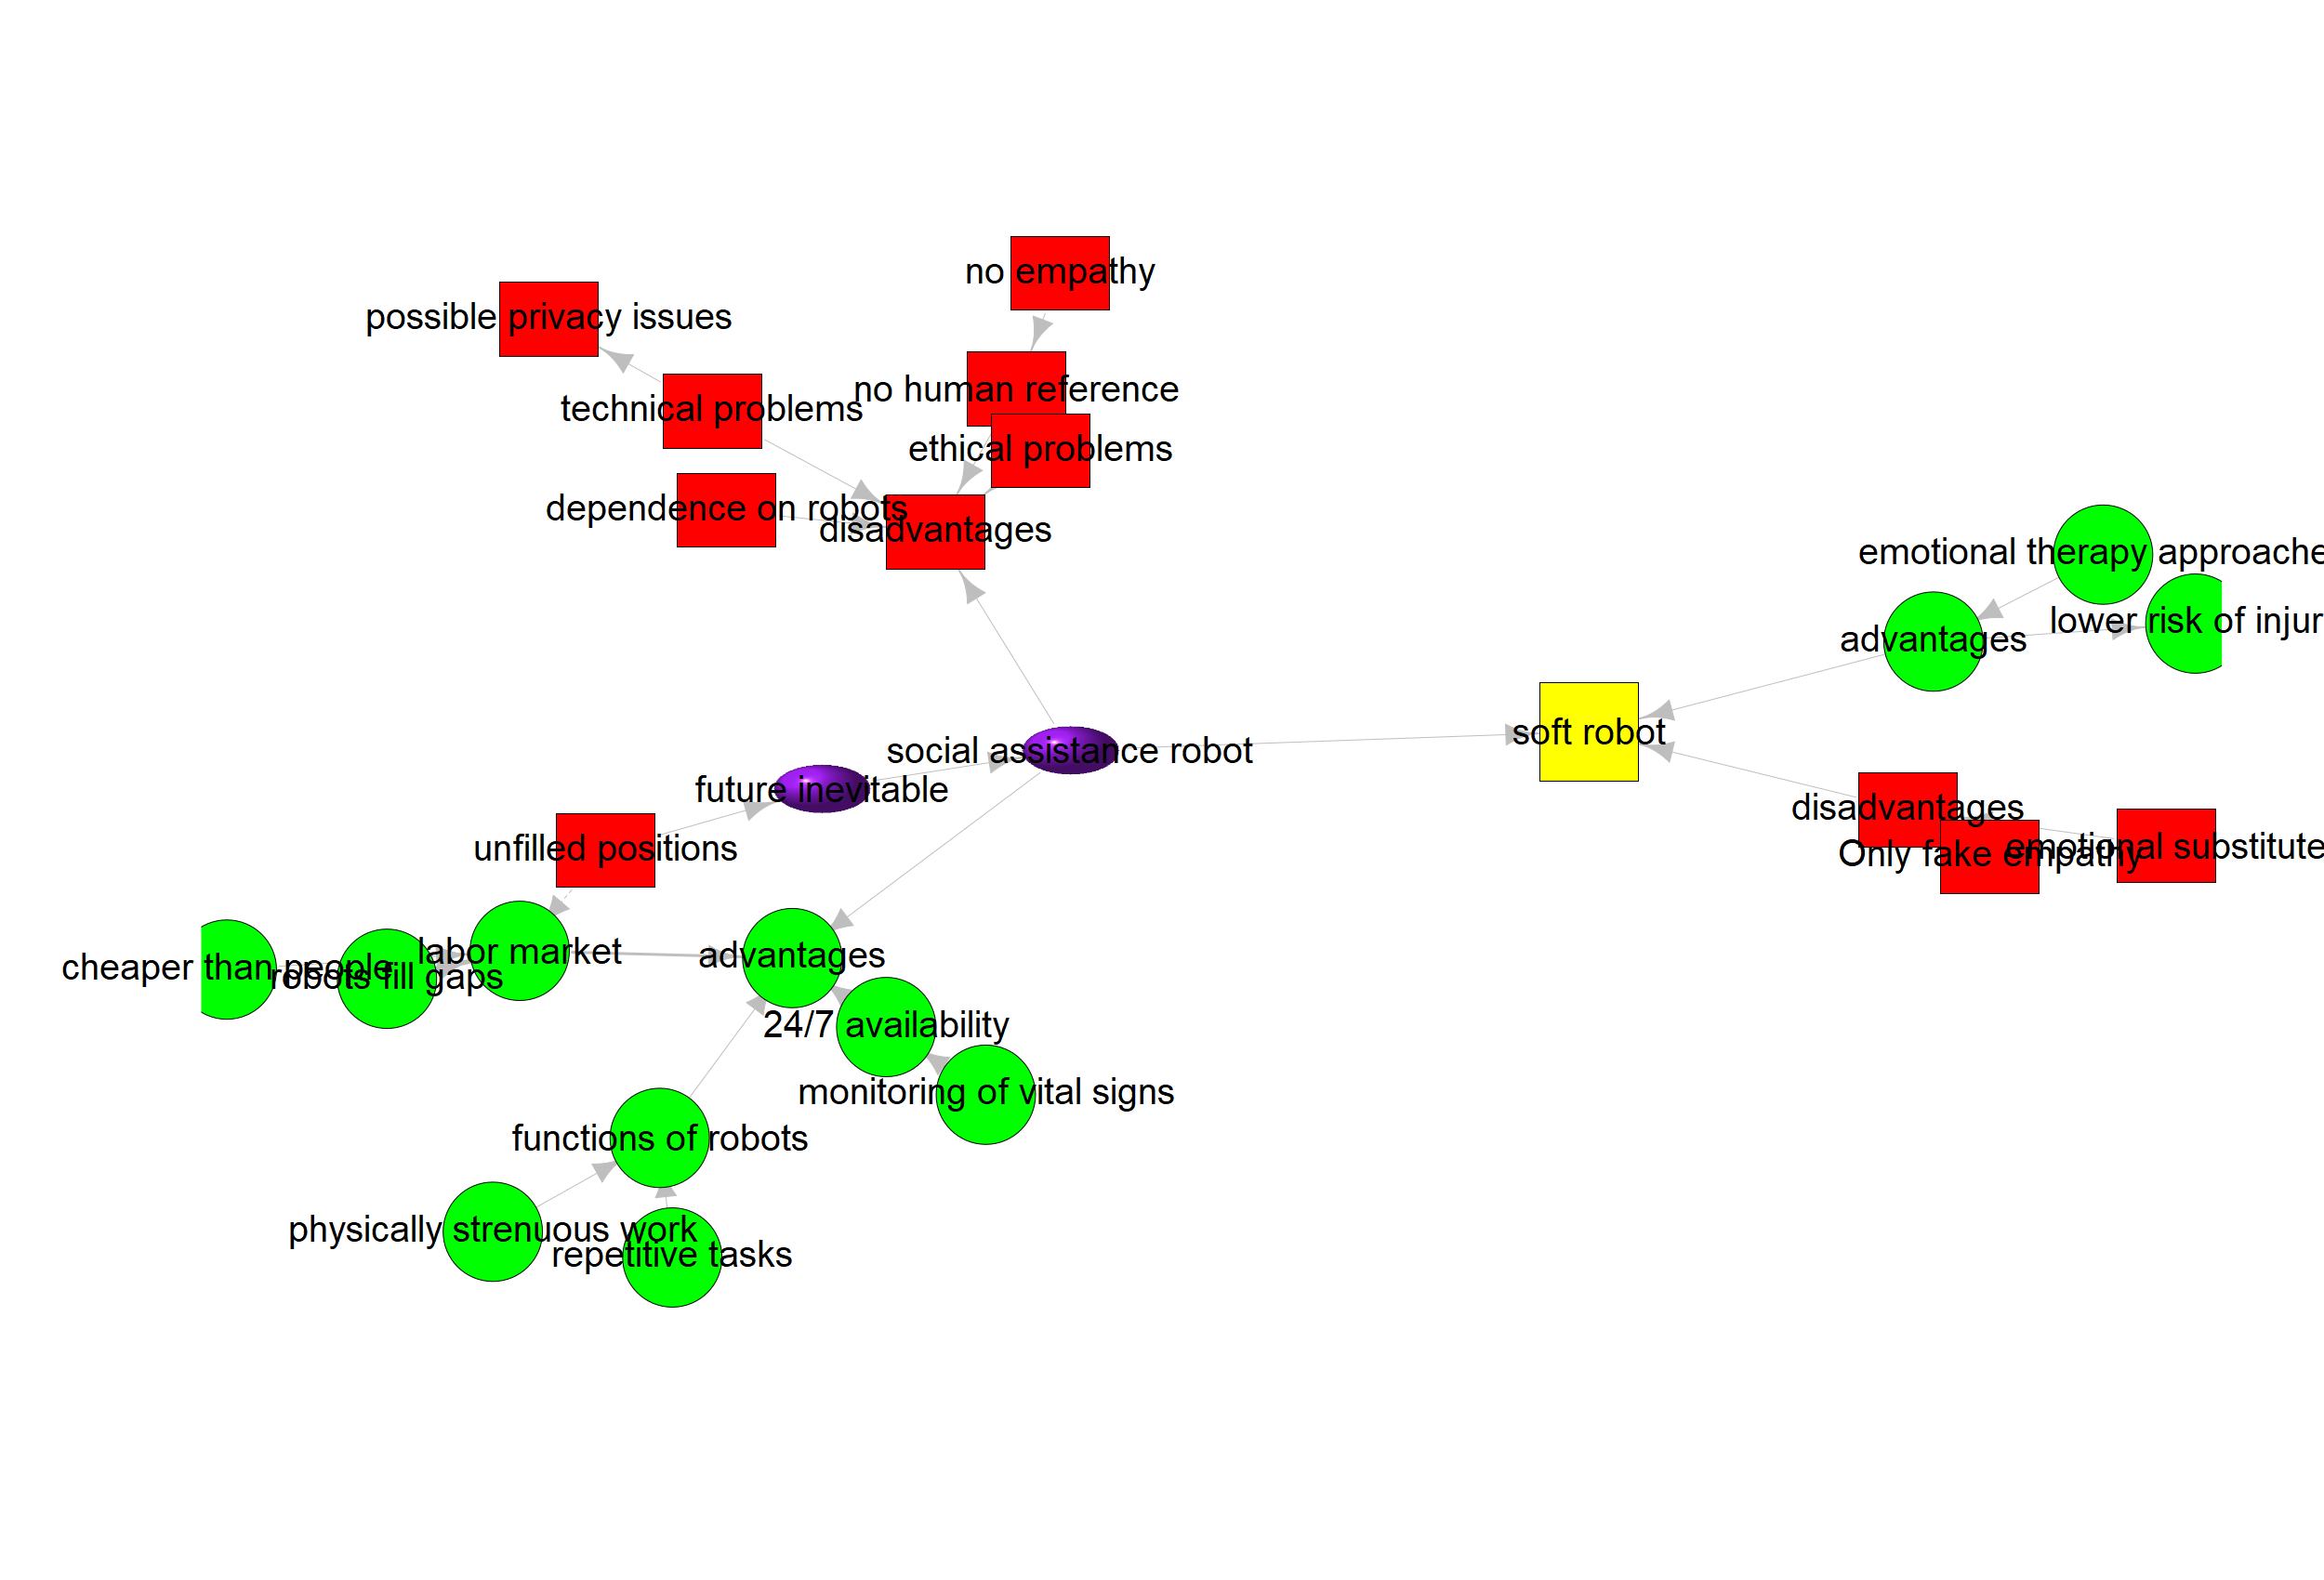 no empathy
possible privacy issues
no human reference
technical problems
ethical problems
dependence on robots
disadvantages
emotional therapy approache
lower risk of injur
advantages
soft robot
social assistance robot
future inevitable
disadvantages
unfilled positions
Only fake empathy
emotional substitute
labor market
advantages
cheaper than people
robots fill gaps
24/7 availability
monitoring of vital signs
functions of robots
physically strenuous work
repetitive tasks